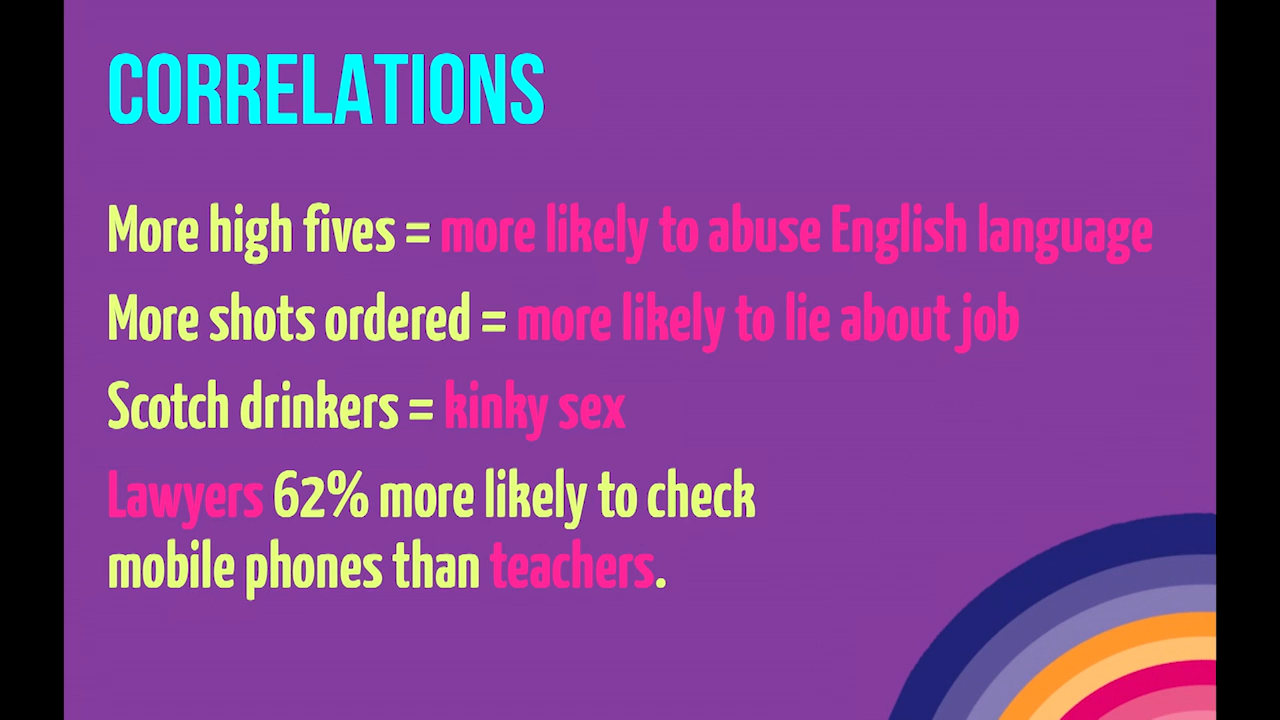 CORRELATIONS
More high fives = more likely to abuse English language
More shots ordered = more likely to lie about job
Scotch drinkers = kinky sex
Lawyers 62% more likely to check
mobile phones than teachers.